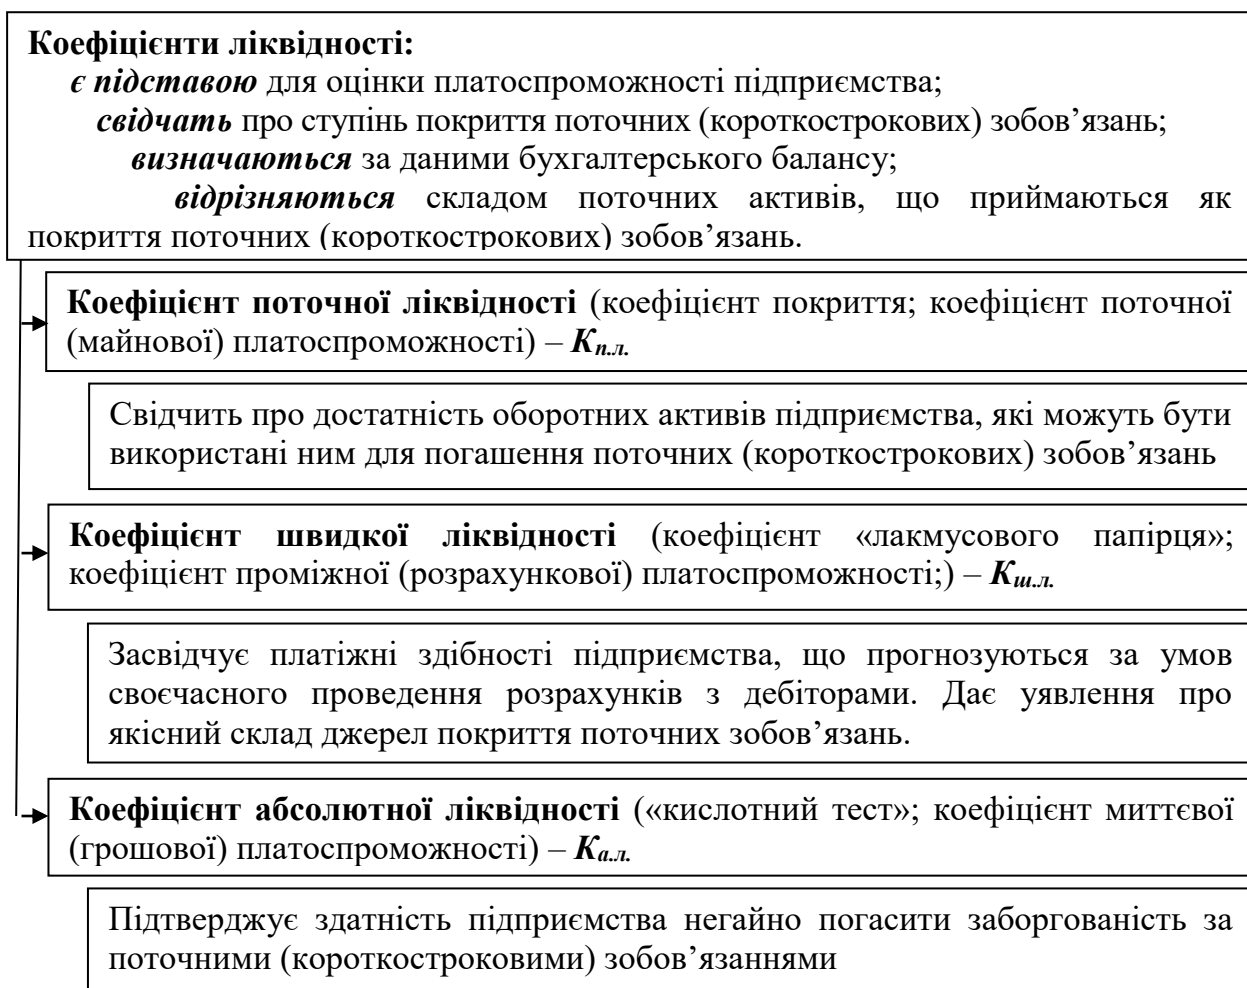 Коефіцієнти ліквідності:
є підставою для оцінки платоспроможності підприємства;
свідчать про ступінь покриття поточних (короткострокових) зобов’язань;
визначаються за даними бухгалтерського балансу;
відрізняються складом поточних активів, що приймаються як
покриття поточних (короткострокових) зобов’язань.
Коефіцієнт поточної ліквідності (коефіцієнт покриття; коефіцієнт поточної
(майнової) платоспроможності) – Кп.л.
Свідчить про достатність оборотних активів підприємства, які можуть бути
використані ним для погашення поточних (короткострокових) зобов’язань
Коефіцієнт швидкої ліквідності (коефіцієнт «лакмусового папірця»;
коефіцієнт проміжної (розрахункової) платоспроможності;) – Кш.л.
Засвідчує платіжні здібності підприємства, що прогнозуються за умов
своєчасного проведення розрахунків з дебіторами. Дає уявлення про
якісний склад джерел покриття поточних зобов’язань.
Коефіцієнт абсолютної ліквідності («кислотний тест»; коефіцієнт миттєвої
(грошової) платоспроможності) – Ка.л.
Підтверджує здатність підприємства негайно погасити заборгованість за
поточними (короткостроковими) зобов’язаннями